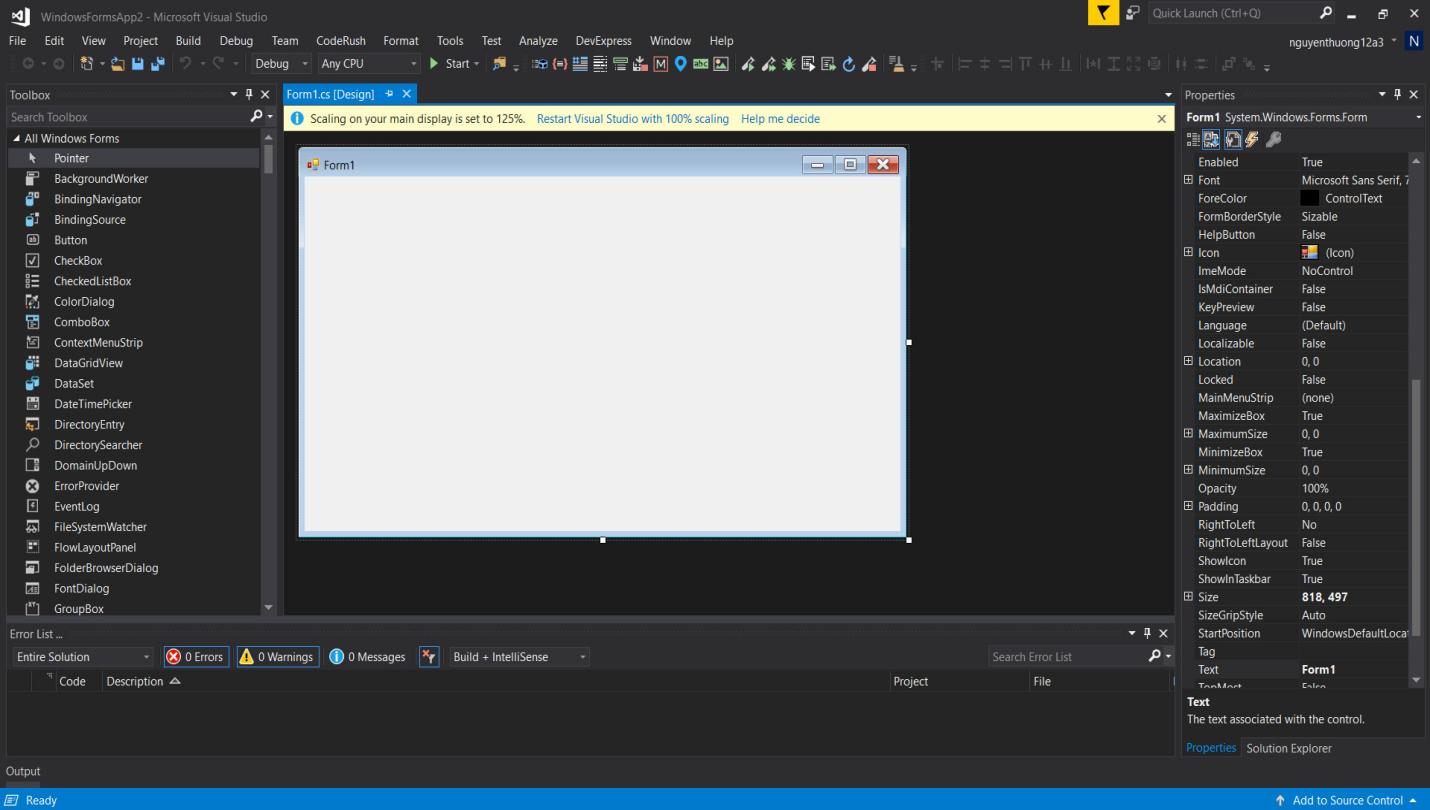 WindowsFormsApp2 - Microsoft Visual Studio
Quick Launch (Ctrl+Q)
File Edit View Project Build Debug Team CodeRush Format Tools Test Analyze DevExpress Window Help
nguyenthuong12a3 N
Debug Any CPU Start
Toolbox
Search Toolbox
All Windows Forms
Pointer
BackgroundWorker
BindingNavigator
BindingSource
Button
CheckBox
CheckedListBox
ColorDialog
ComboBox
ContextMenuStrip
DataGridView
DataSet
DateTimePicker
DirectoryEntry
DirectorySearcher
DomainUpDown
ErrorProvider
EventLog
FileSystemWatcher
FlowLayoutPanel
FolderBrowserDialog
FontDialog
GroupBox
Form1.cs [Design]
Scaling on your main display is set to 125%. Restart Visual Studio with 100% scaling Help me decide
Form1
Properties
Form1 System.Windows.Forms.Form
Enabled True
Font Microsoft Sans Serif, 7
ForeColor ControlText
FormBorderStyle Sizable
HelpButton False
Icon (Icon)
ImeMode NoControl
IsMdiContainer False
KeyPreview False
Language (Default)
Localizable False
Location 0, 0
Locked False
MainMenuStrip (none)
MaximizeBox True
MaximumSize 0, 0
MinimizeBox True
MinimumSize 0, 0
Opacity 100%
Padding 0, 0, 0, 0
RightToLeft No
RightToLeftLayout False
ShowIcon True
ShowInTaskbar True
Size 818, 497
SizeGripStyle Auto
StartPosition WindowsDefaultLocat
Tag
Text Form1
TopMost False
Text
The text associated with the control.
Properties Solution Explorer
Error List ...
Entire Solution 0 Errors 0 Warnings 0 Messages Build + IntelliSense Search Error List
Code Description Project File
Output
Ready Add to Source Control